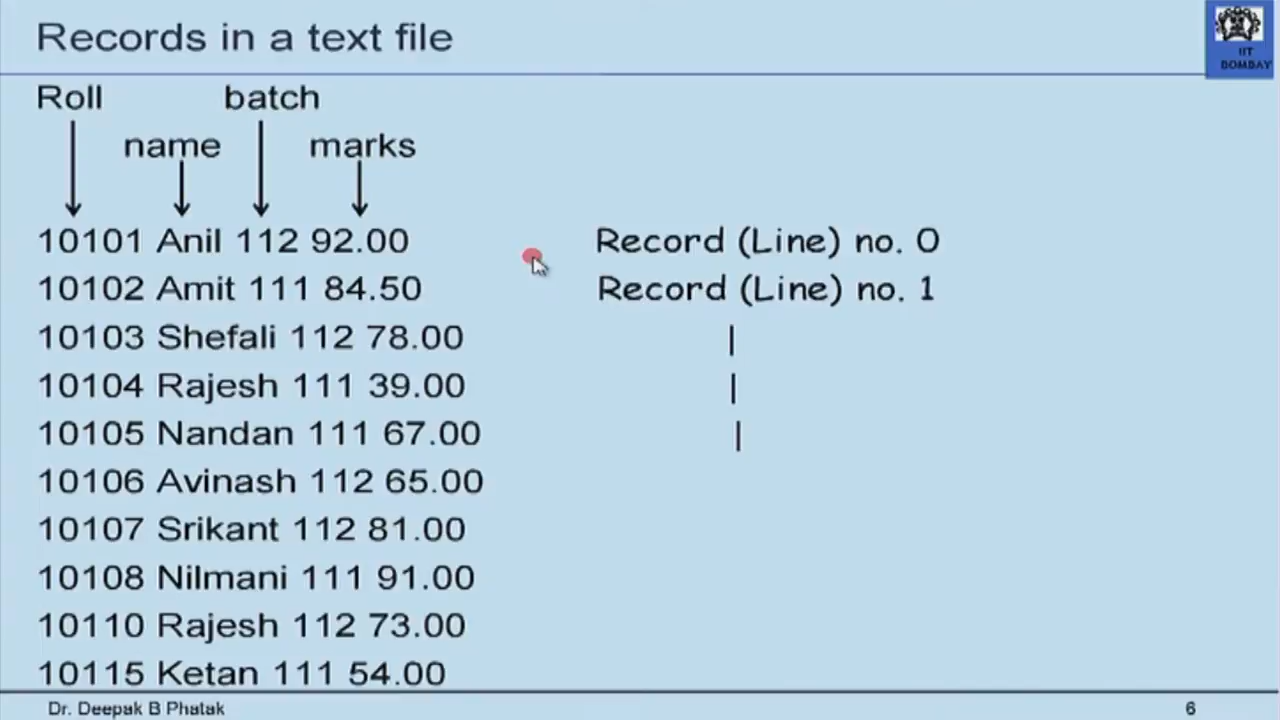 Records in a text file
IIT
BOMBAY
Roll batch
name marks
10101 Anil 112 92.00 Record (Line) no. 0
10102 Amit 111 84.50 Record (Line) no. 1
10103 Shefali 112 78.00 |
10104 Rajesh 111 39.00 |
10105 Nandan 111 67.00 |
10106 Avinash 112 65.00
10107 Srikant 112 81.00
10108 Nilmani 111 91.00
10110 Rajesh 112 73.00
10115 Ketan 111 54.00
Dr. Deepak B Phatak 6